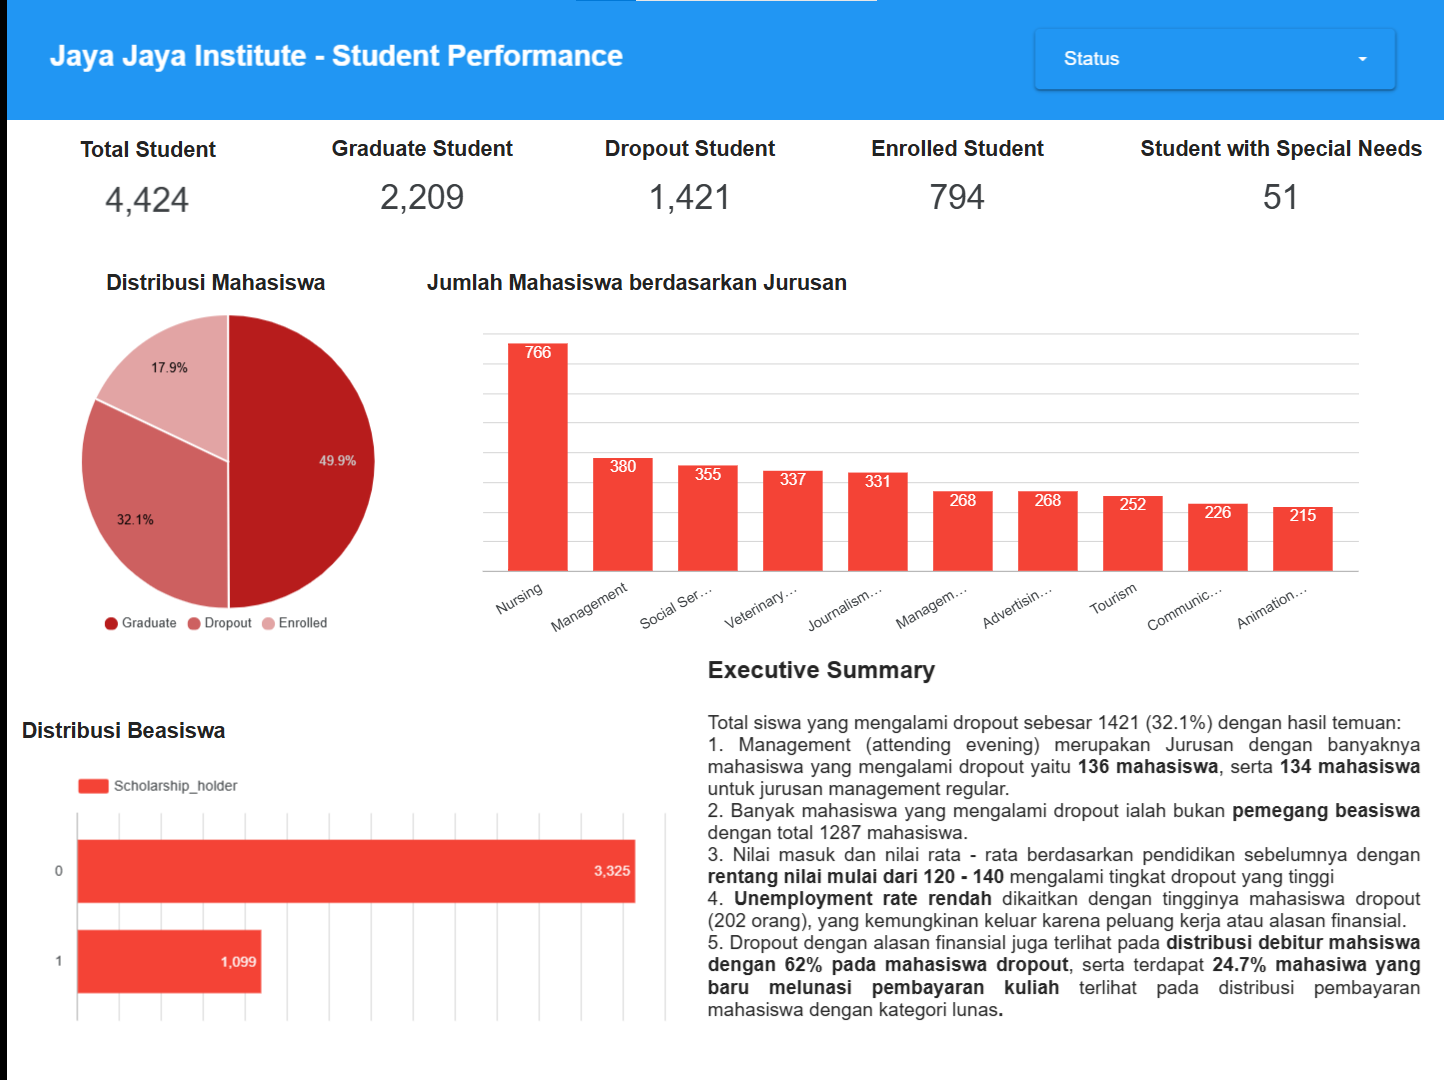 Jaya Jaya Institute - Student Performance
Status
Total Student
Graduate Student
Dropout Student
Enrolled Student
Student with Special Needs
4,424
2,209
1,421
794
51
Distribusi Mahasiswa
17.9%
49.9%
32.1%
Graduate
Dropout
Enrolled
Jumlah Mahasiswa berdasarkan Jurusan
766
380
355
337
331
268
268
252
226
215
Nursing
Management
Social Ser...
Veterinary...
Journalism...
Managem...
Advertisin...
Tourism
Communic...
Animation...
Distribusi Beasiswa
Scholarship_holder
0
3,325
1
1,099
Executive Summary
Total siswa yang mengalami dropout sebesar 1421 (32.1%) dengan hasil temuan:
1. Management (attending evening) merupakan Jurusan dengan banyaknya
mahasiswa yang mengalami dropout yaitu 136 mahasiswa, serta 134 mahasiswa
untuk jurusan management regular.
2. Banyak mahasiswa yang mengalami dropout ialah bukan pemegang beasiswa
dengan total 1287 mahasiswa.
3. Nilai masuk dan nilai rata - rata berdasarkan pendidikan sebelumnya dengan
rentang nilai mulai dari 120 - 140 mengalami tingkat dropout yang tinggi
4. Unemployment rate rendah dikaitkan dengan tingginya mahasiswa dropout
(202 orang), yang kemungkinan keluar karena peluang kerja atau alasan finansial.
5. Dropout dengan alasan finansial juga terlihat pada distribusi debitur mahsiswa
dengan 62% pada mahasiswa dropout, serta terdapat 24.7% mahasiwa yang
baru melunasi pembayaran kuliah terlihat pada distribusi pembayaran
mahasiswa dengan kategori lunas.